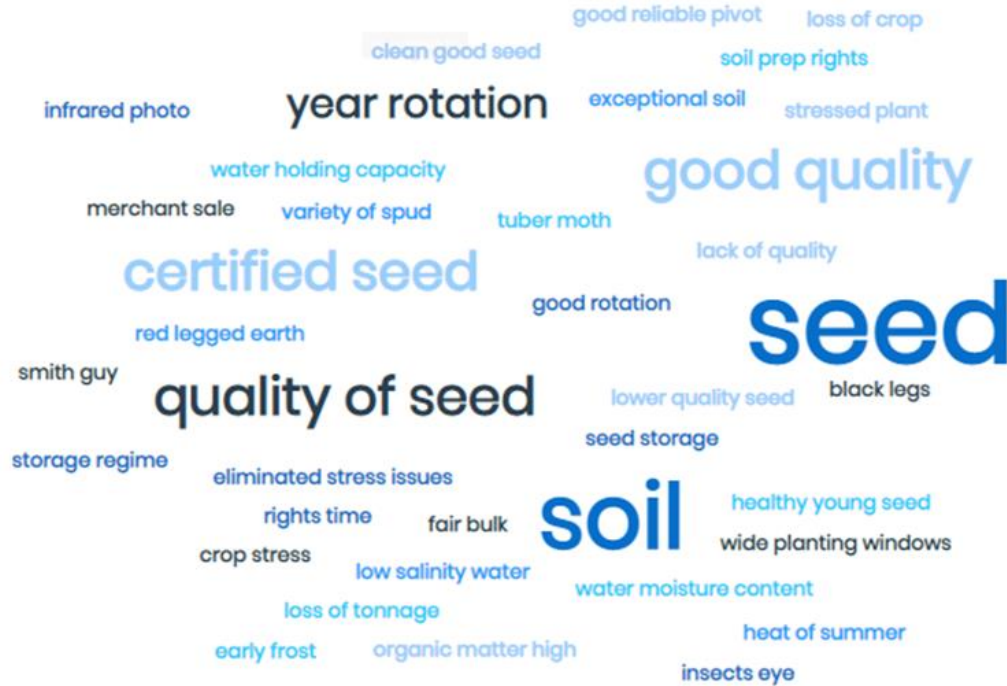 good reliable pivot
loss of crop
clean good seed
soil prep rights
infrared photo
year rotation
exceptional soil
stressed plant
water holding capacity
good quality
merchant sale
variety of spud
tuber moth
certified seed
lack of quality
good rotation
seed
red legged earth
smith guy
quality of seed
lower quality seed
black legs
seed storage
storage regime
eliminated stress issues
soil
healthy young seed
rights time
fair bulk
wide planting windows
crop stress
low salinity water
water moisture content
loss of tonnage
heat of summer
early frost
organic matter high
insects eye